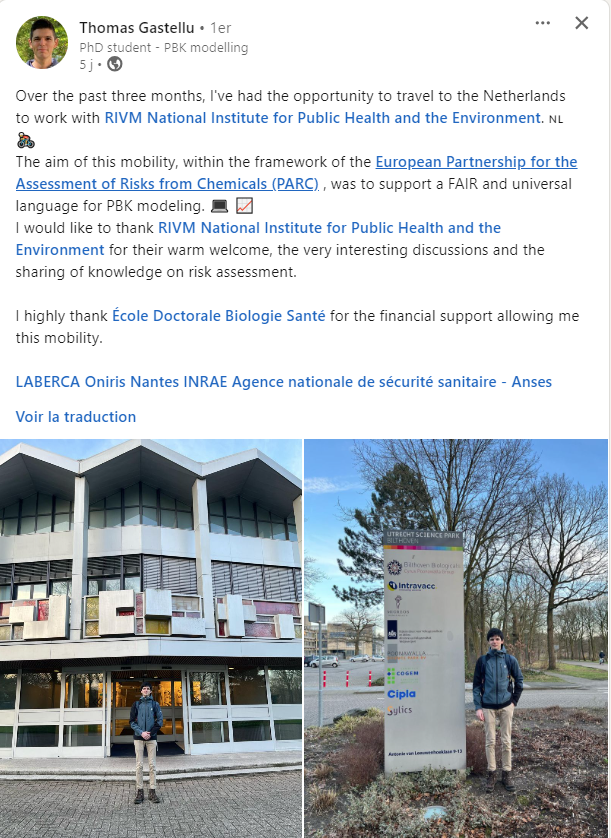 Thomas Gastellu • 1er
PhD student - PBK modelling
5 j •
Over the past three months, I've had the opportunity to travel to the Netherlands
to work with RIVM National Institute for Public Health and the Environment. NL
The aim of this mobility, within the framework of the European Partnership for the
Assessment of Risks from Chemicals (PARC) , was to support a FAIR and universal
language for PBK modeling.
I would like to thank RIVM National Institute for Public Health and the
Environment for their warm welcome, the very interesting discussions and the
sharing of knowledge on risk assessment.
I highly thank École Doctorale Biologie Santé for the financial support allowing me
this mobility.
LABERCA Oniris Nantes INRAE Agence nationale de sécurité sanitaire - Anses
Voir la traduction
UTRECHT SCIENCE PARK
BILTHOVEN
Bilthoven Biologicals
Intravacc
POONAWALLA
COGEM
Cipla
Antonie van Leeuwenhoeklaan 9-13